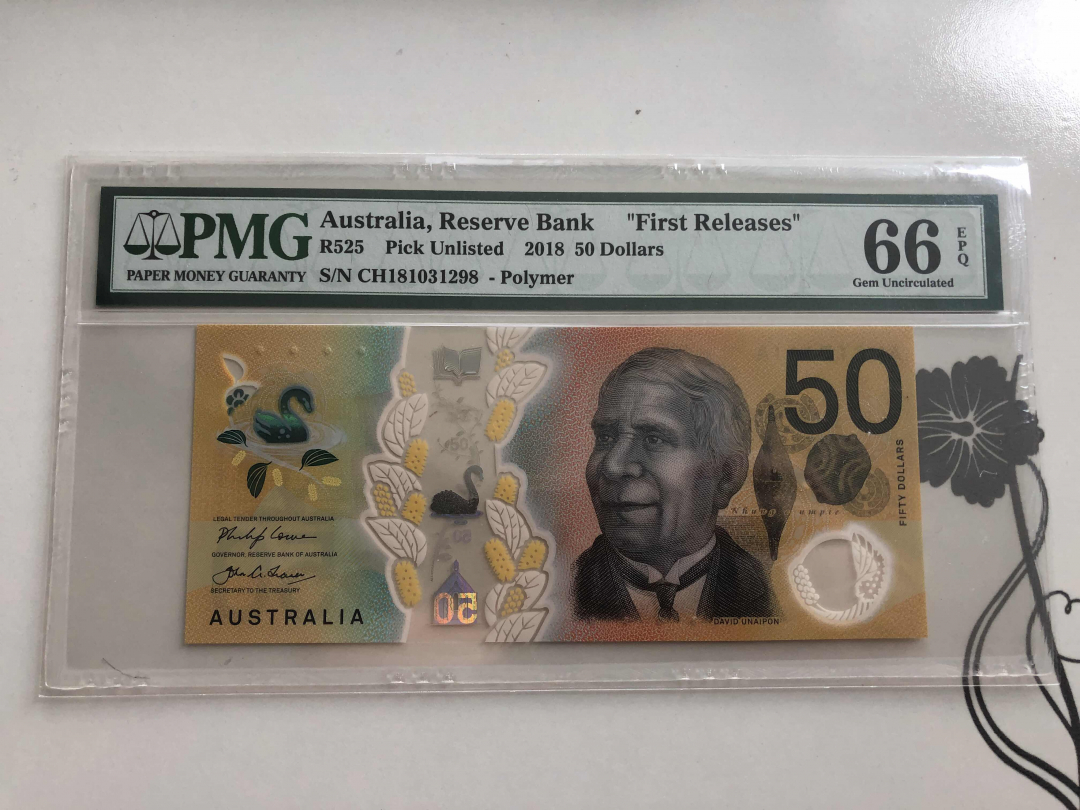 PMG
PAPER MONEY GUARANTY
Australia, Reserve Bank "First Releases"
R525 Pick Unlisted 2018 50 Dollars
S/N CH181031298 - Polymer
66 EPQ
Gem Uncirculated
50
FIFTY DOLLARS
LEGAL TENDER THROUGHOUT AUSTRALIA
Philip Lowe
GOVERNOR, RESERVE BANK OF AUSTRALIA
SECRETARY TO THE TREASURY
AUSTRALIA
50
DAVID UNAIPON